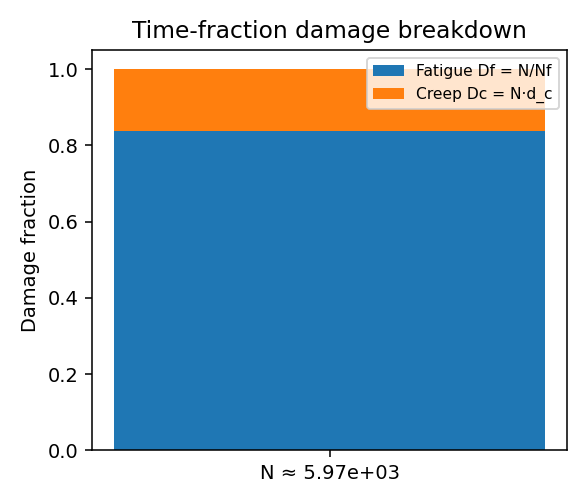 Time-fraction damage breakdown
Fatigue Df = N/Nf
Creep Dc = N·d_c
Damage fraction
1.0
0.8
0.6
0.4
0.2
0.0
N ≈ 5.97e+03